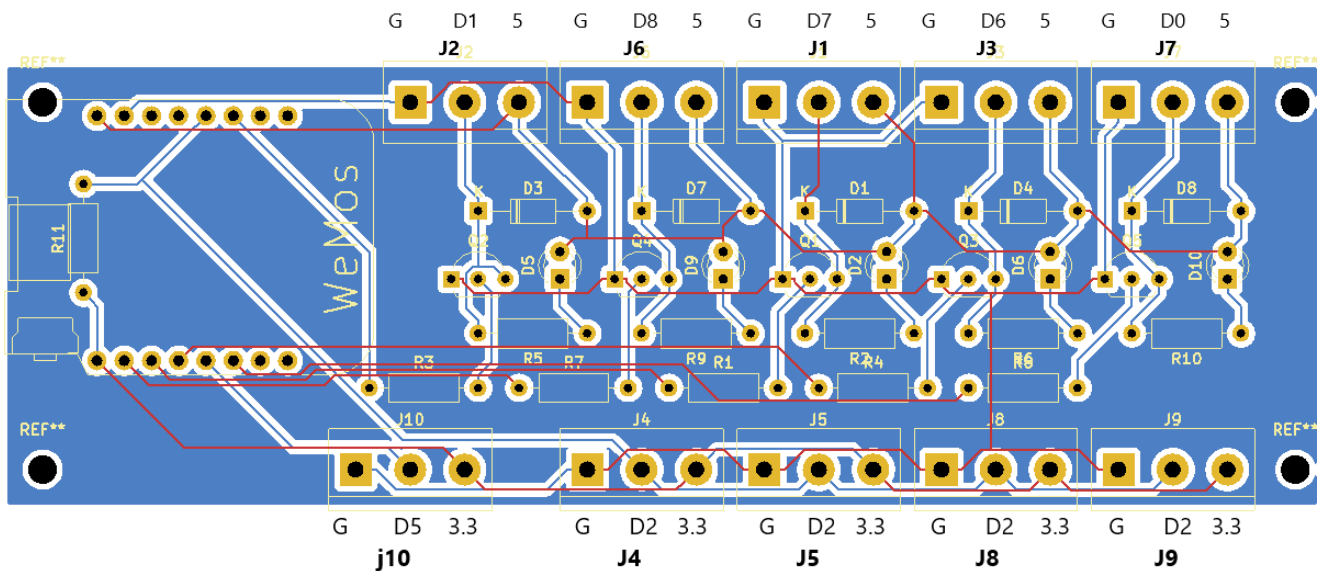 G D1 5 G D8 5 G D7 5 G D6 5 G D0 5
J2 J6 J1 J3 J7
REF** REF**
K D3 K D7 K D1 K D4 K D8
WeMos
R11
Q2 D5 Q4 D9 Q1 D2 Q3 D6 Q5 D10
R5 R9 R2 R6 R10
R3 R7 R1 R4
J10 J4 J5 J8 J9
REF** REF**
G D5 3.3 G D2 3.3 G D2 3.3 G D2 3.3 G D2 3.3
j10 J4 J5 J8 J9